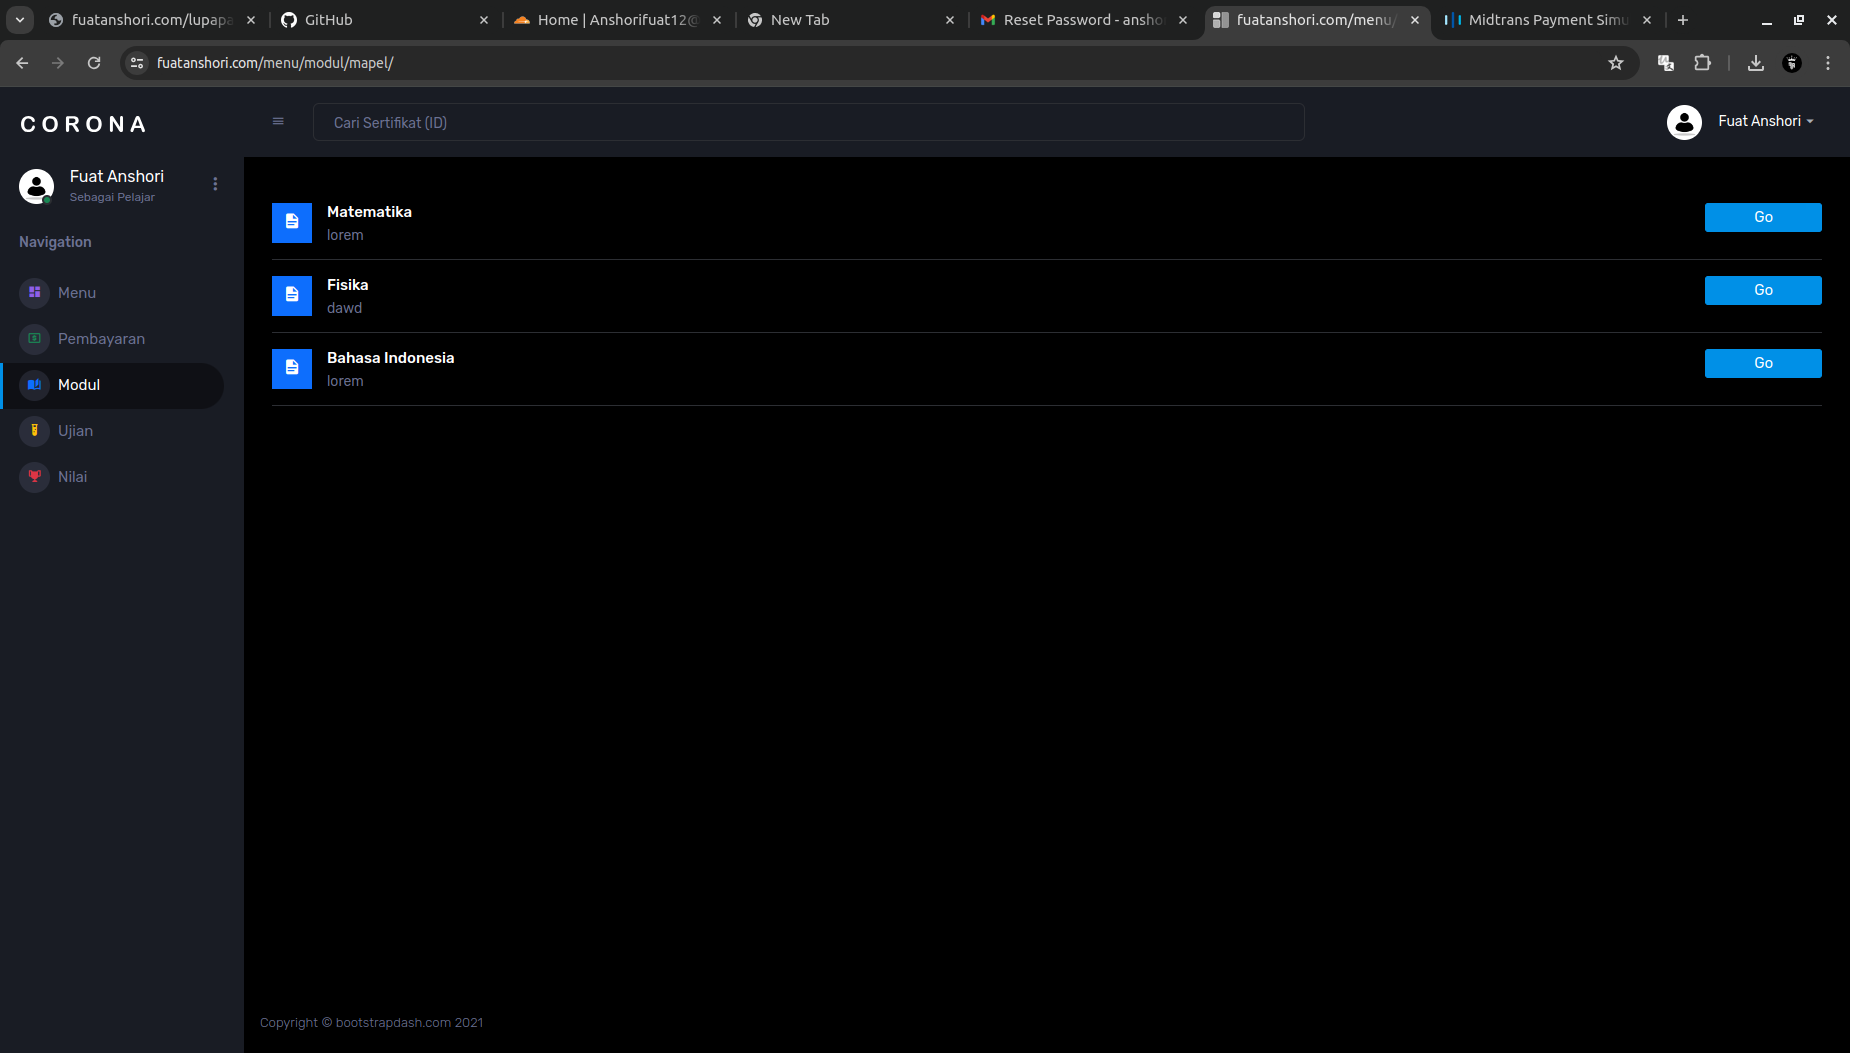 fuatanshori.com/lupapa
GitHub
Home | Anshorifuat12@
New Tab
Reset Password - ansho
fuatanshori.com/menu/
Midtrans Payment Simu
fuatanshori.com/menu/modul/mapel/
CORONA
Cari Sertifikat (ID)
Fuat Anshori
Fuat Anshori
Sebagai Pelajar
Navigation
Menu
Pembayaran
Modul
Ujian
Nilai
Matematika
lorem
Go
Fisika
dawd
Go
Bahasa Indonesia
lorem
Go
Copyright © bootstrapdash.com 2021